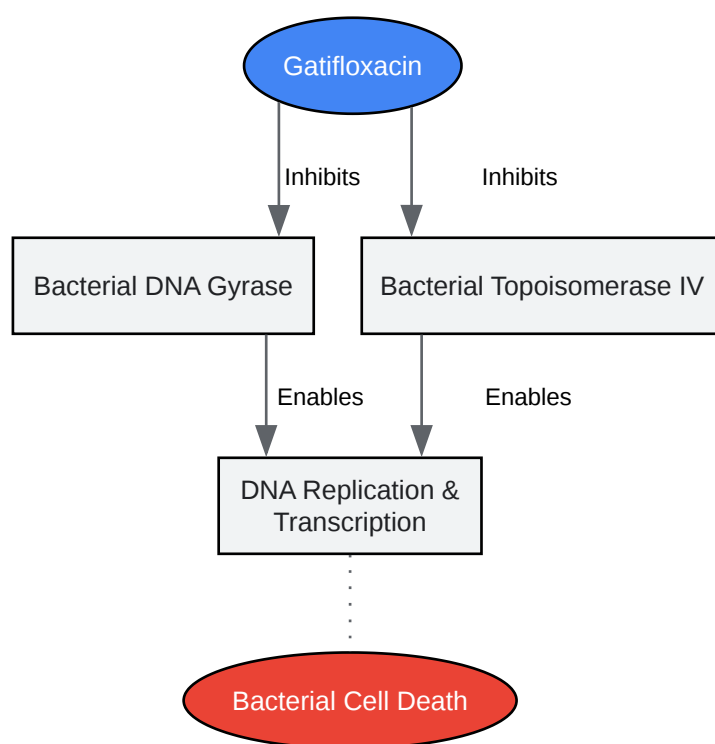 Gatifloxacin
Inhibits
Inhibits
Bacterial DNA Gyrase
Bacterial Topoisomerase IV
Enables
Enables
DNA Replication &
Transcription
Bacterial Cell Death